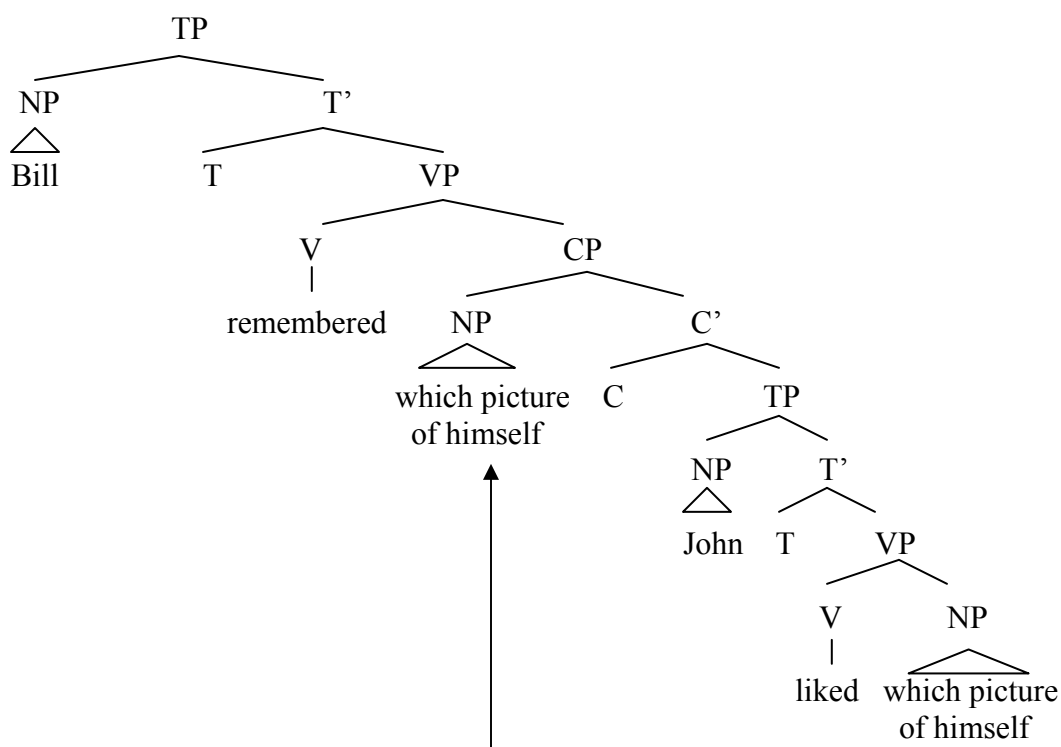 TP
NP T’
Bill T VP
V CP
remembered NP C’
which picture C TP
of himself
NP T’
John T VP
V NP
liked which picture
of himself